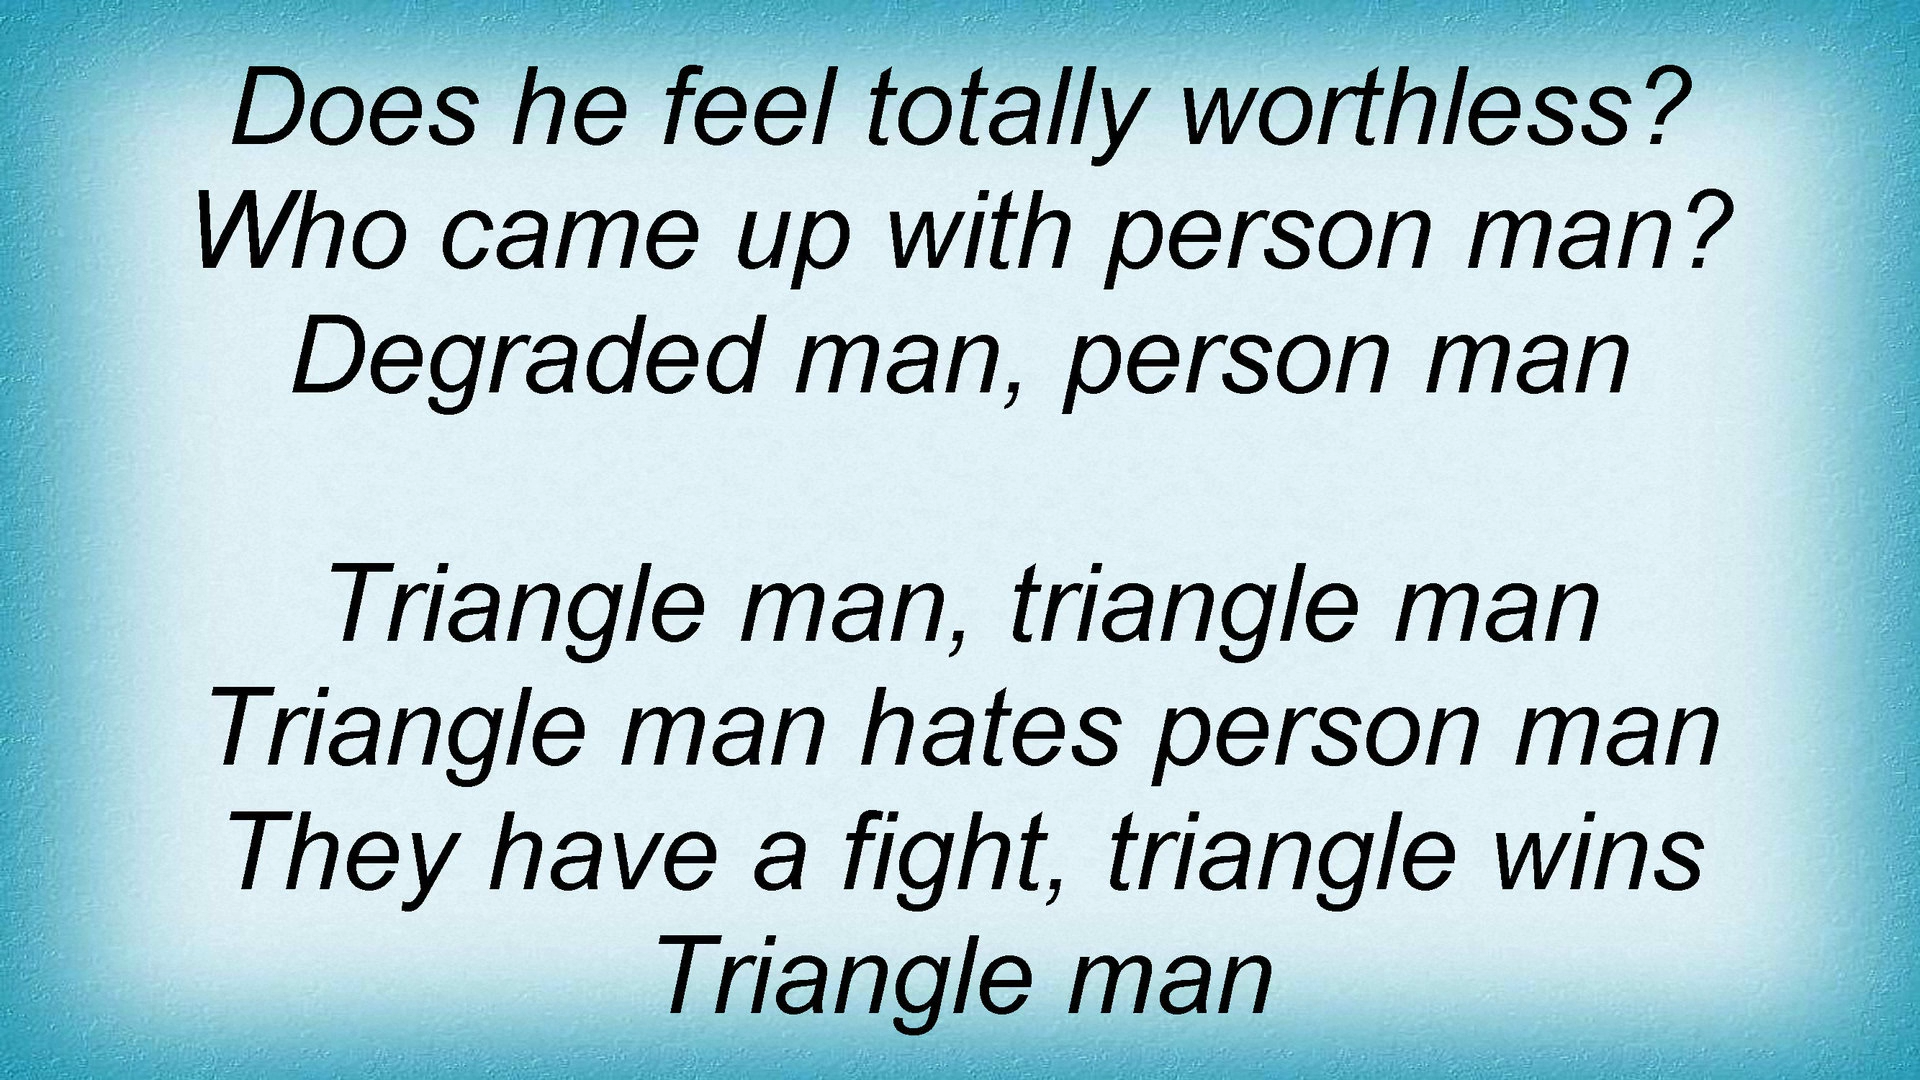 Does he feel totally worthless?
Who came up with person man?
Degraded man, person man
Triangle man, triangle man
Triangle man hates person man
They have a fight, triangle wins
Triangle man